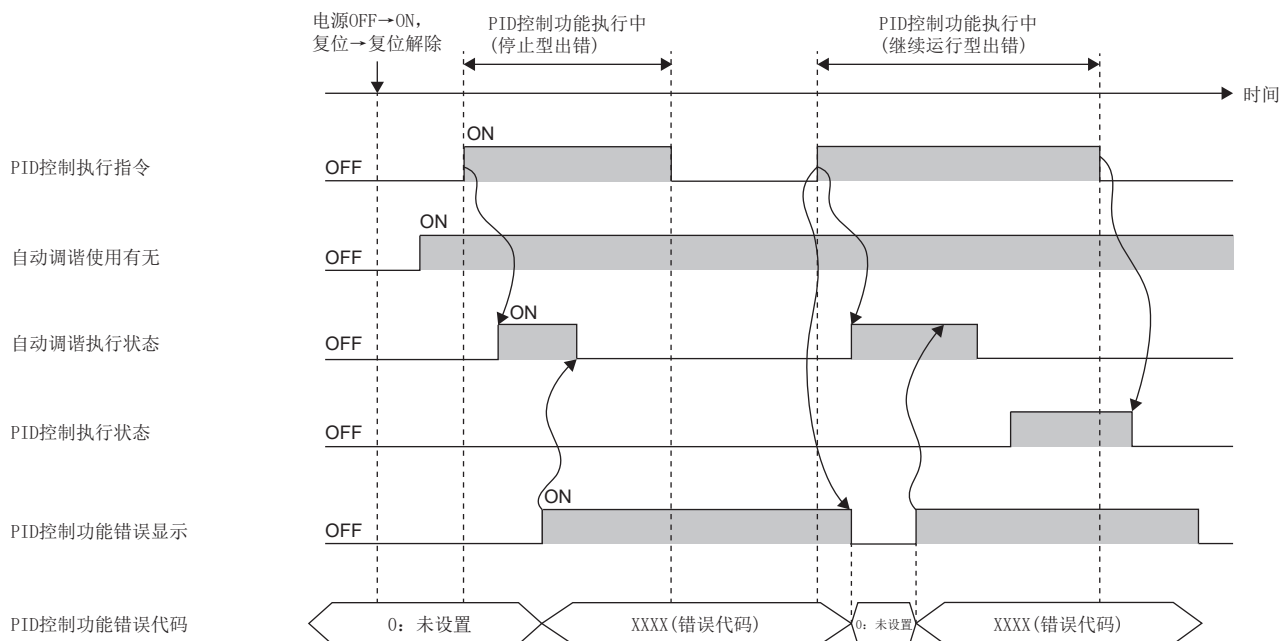 电源OFF→ON,
复位→复位解除
PID控制功能执行中
(停止型出错)
PID控制功能执行中
(继续运行型出错)
时间
PID控制执行指令
OFF
ON
自动调谐使用有无
OFF
ON
自动调谐执行状态
OFF
ON
PID控制执行状态
OFF
PID控制功能错误显示
OFF
ON
PID控制功能错误代码
0: 未设置
XXXX(错误代码)
0: 未设置
XXXX(错误代码)